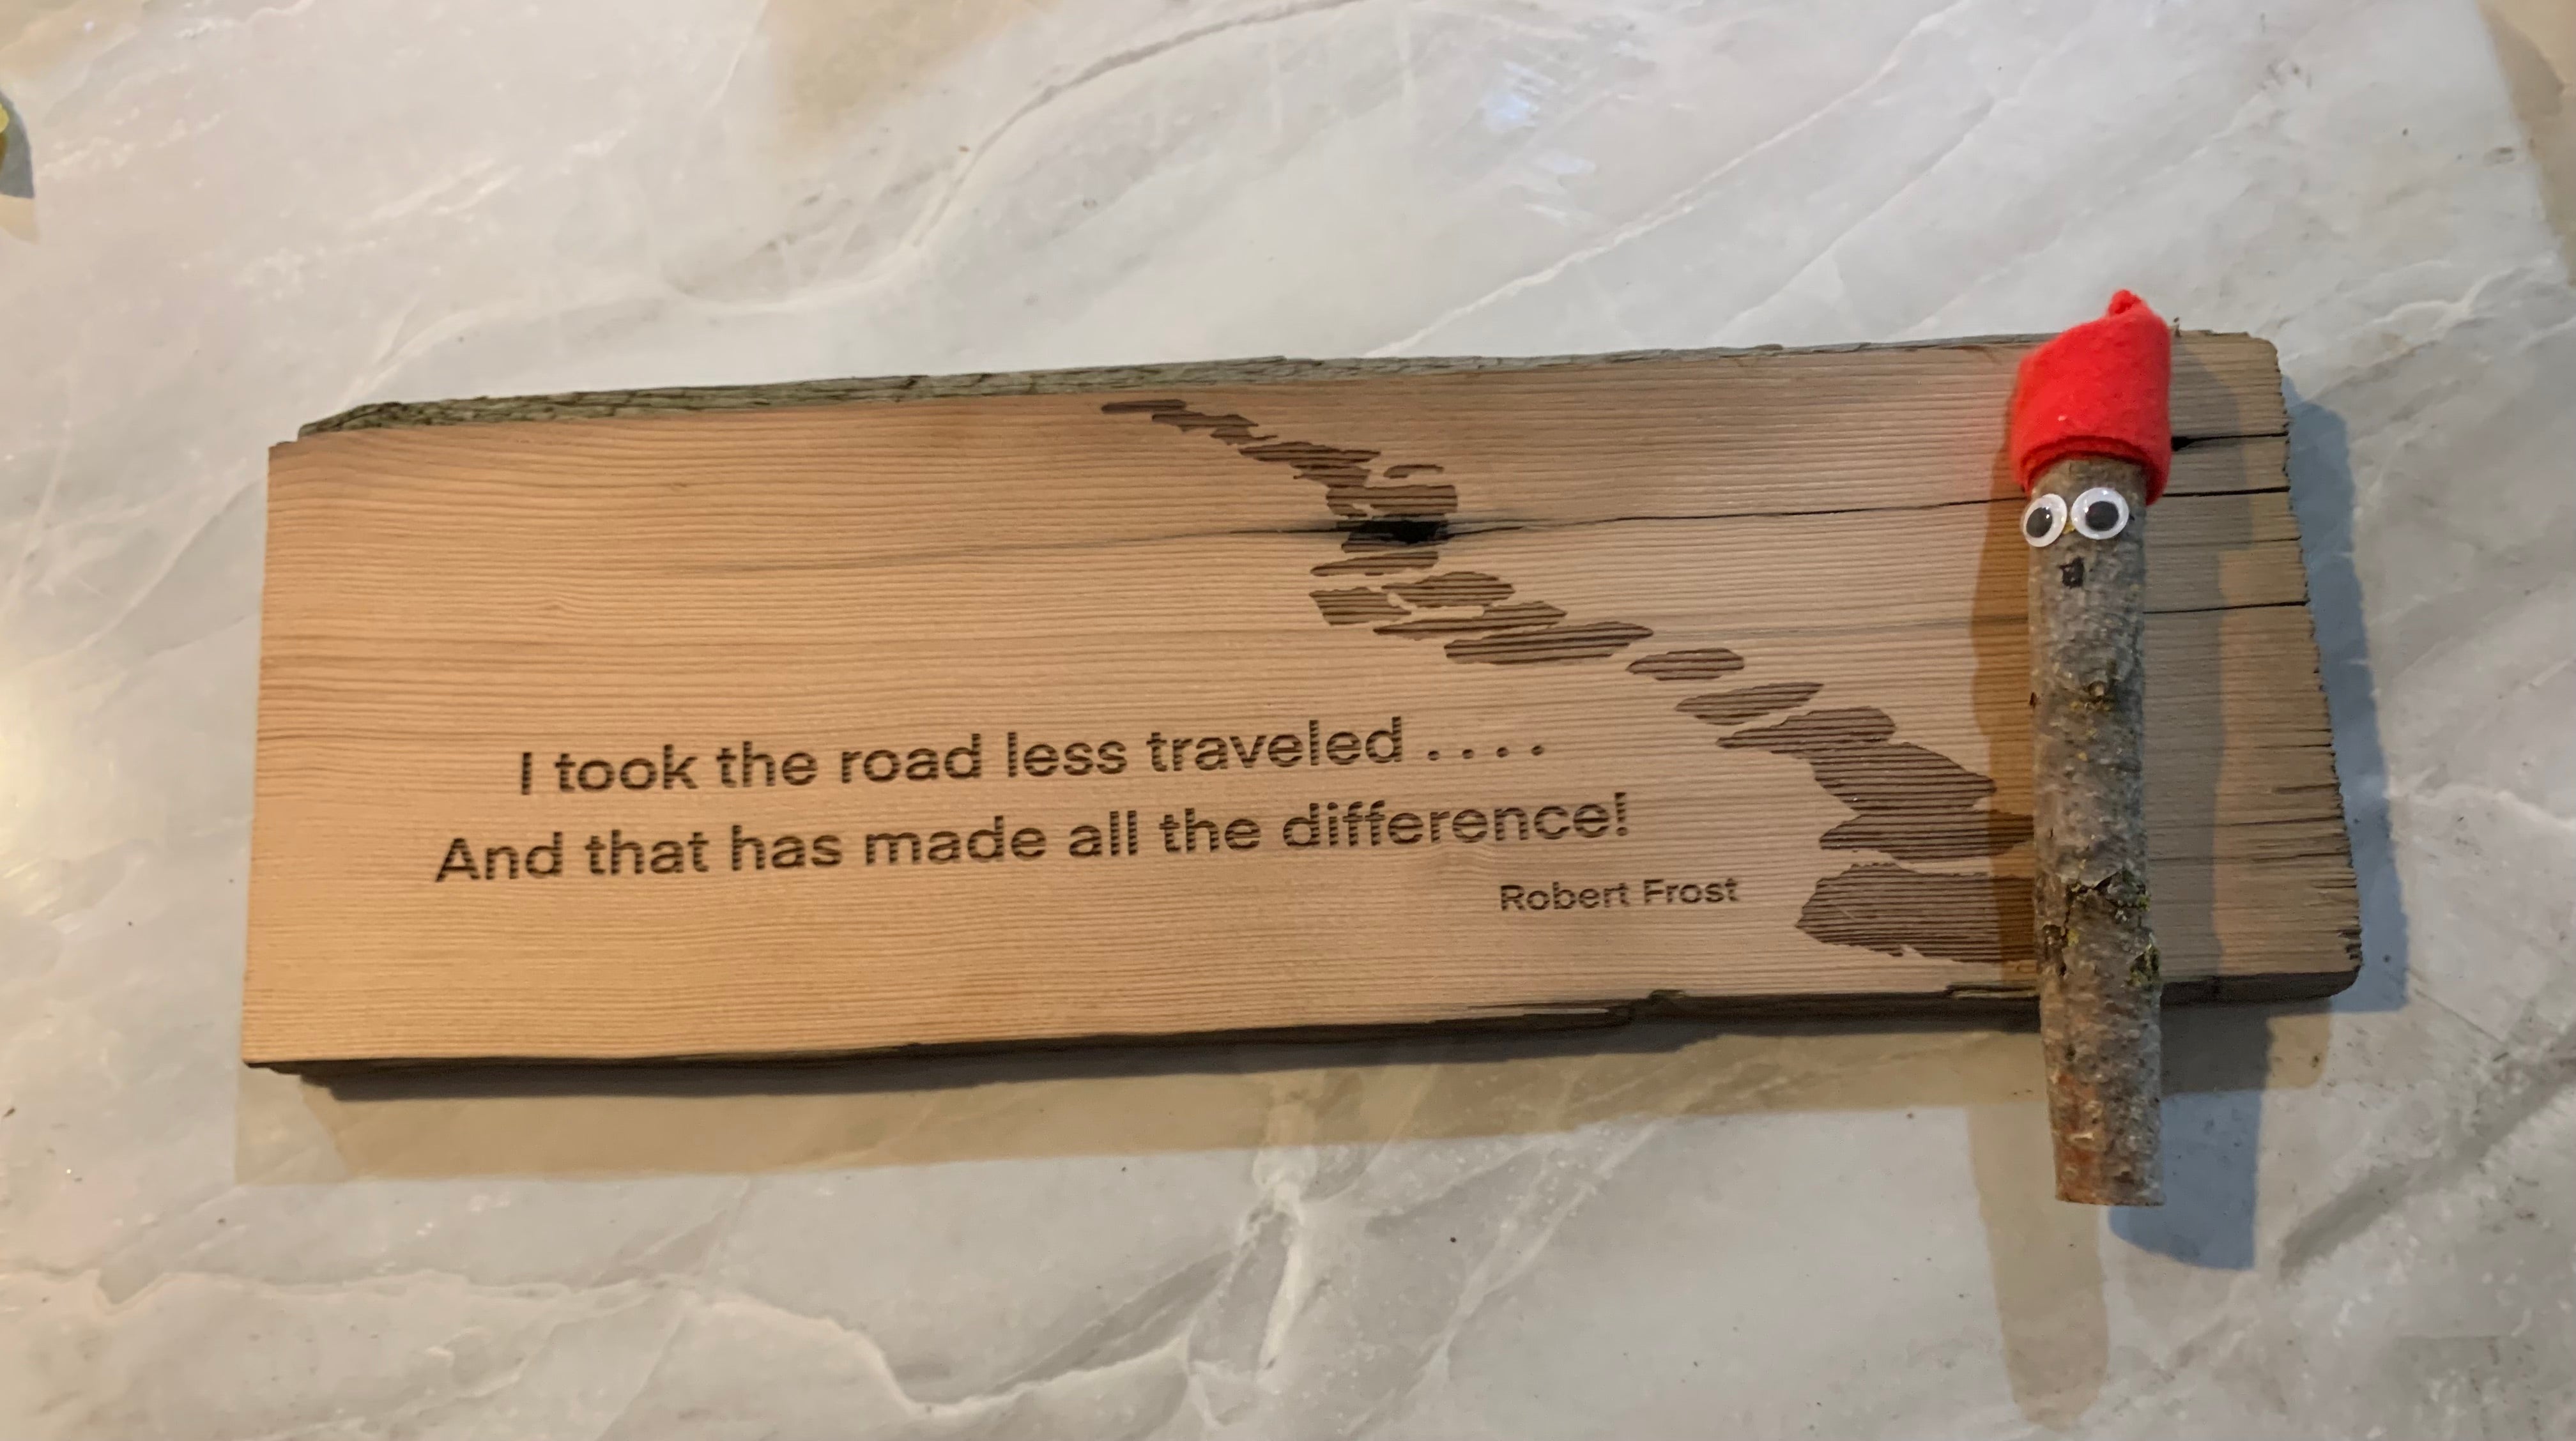 I took the road less traveled . . . .
And that has made all the difference!
Robert Frost